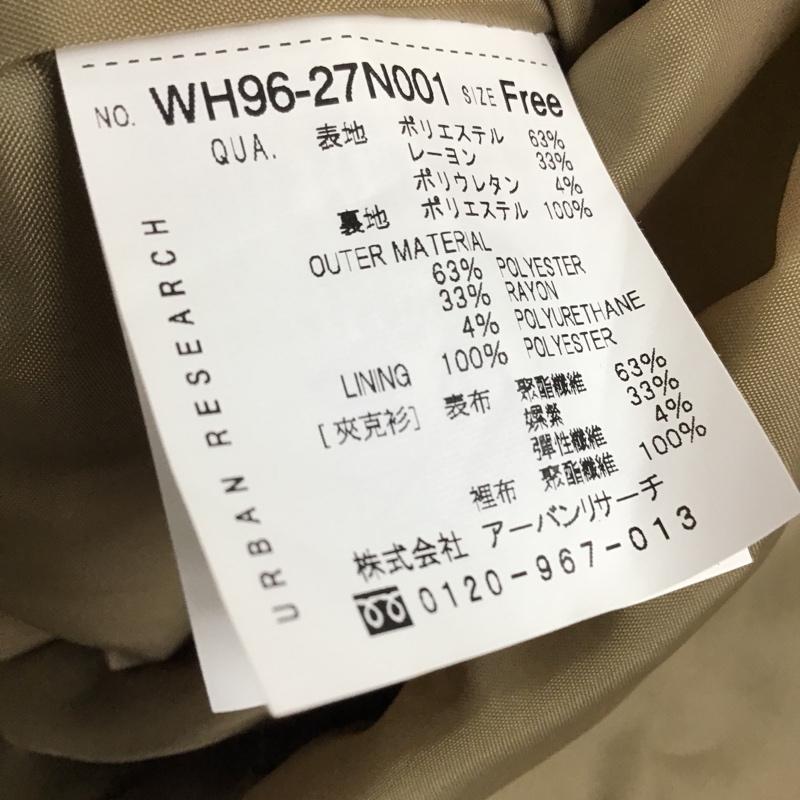 NO. WH96-27N001 SIZE Free
QUA. 表地 ポリエステル 63%
レーヨン 33%
ポリウレタン 4%
裏地 ポリエステル 100%
OUTER MATERIAL
63% POLYESTER
33% RAYON
4% POLYURETHANE
LINING 100% POLYESTER
[夾克衫] 表布 聚酯纖維 63%
嫘縈 33%
彈性纖維 4%
裡布 聚酯纖維 100%
株式会社 アーバンリサーチ
0120-967-013
URBAN RESEARCH